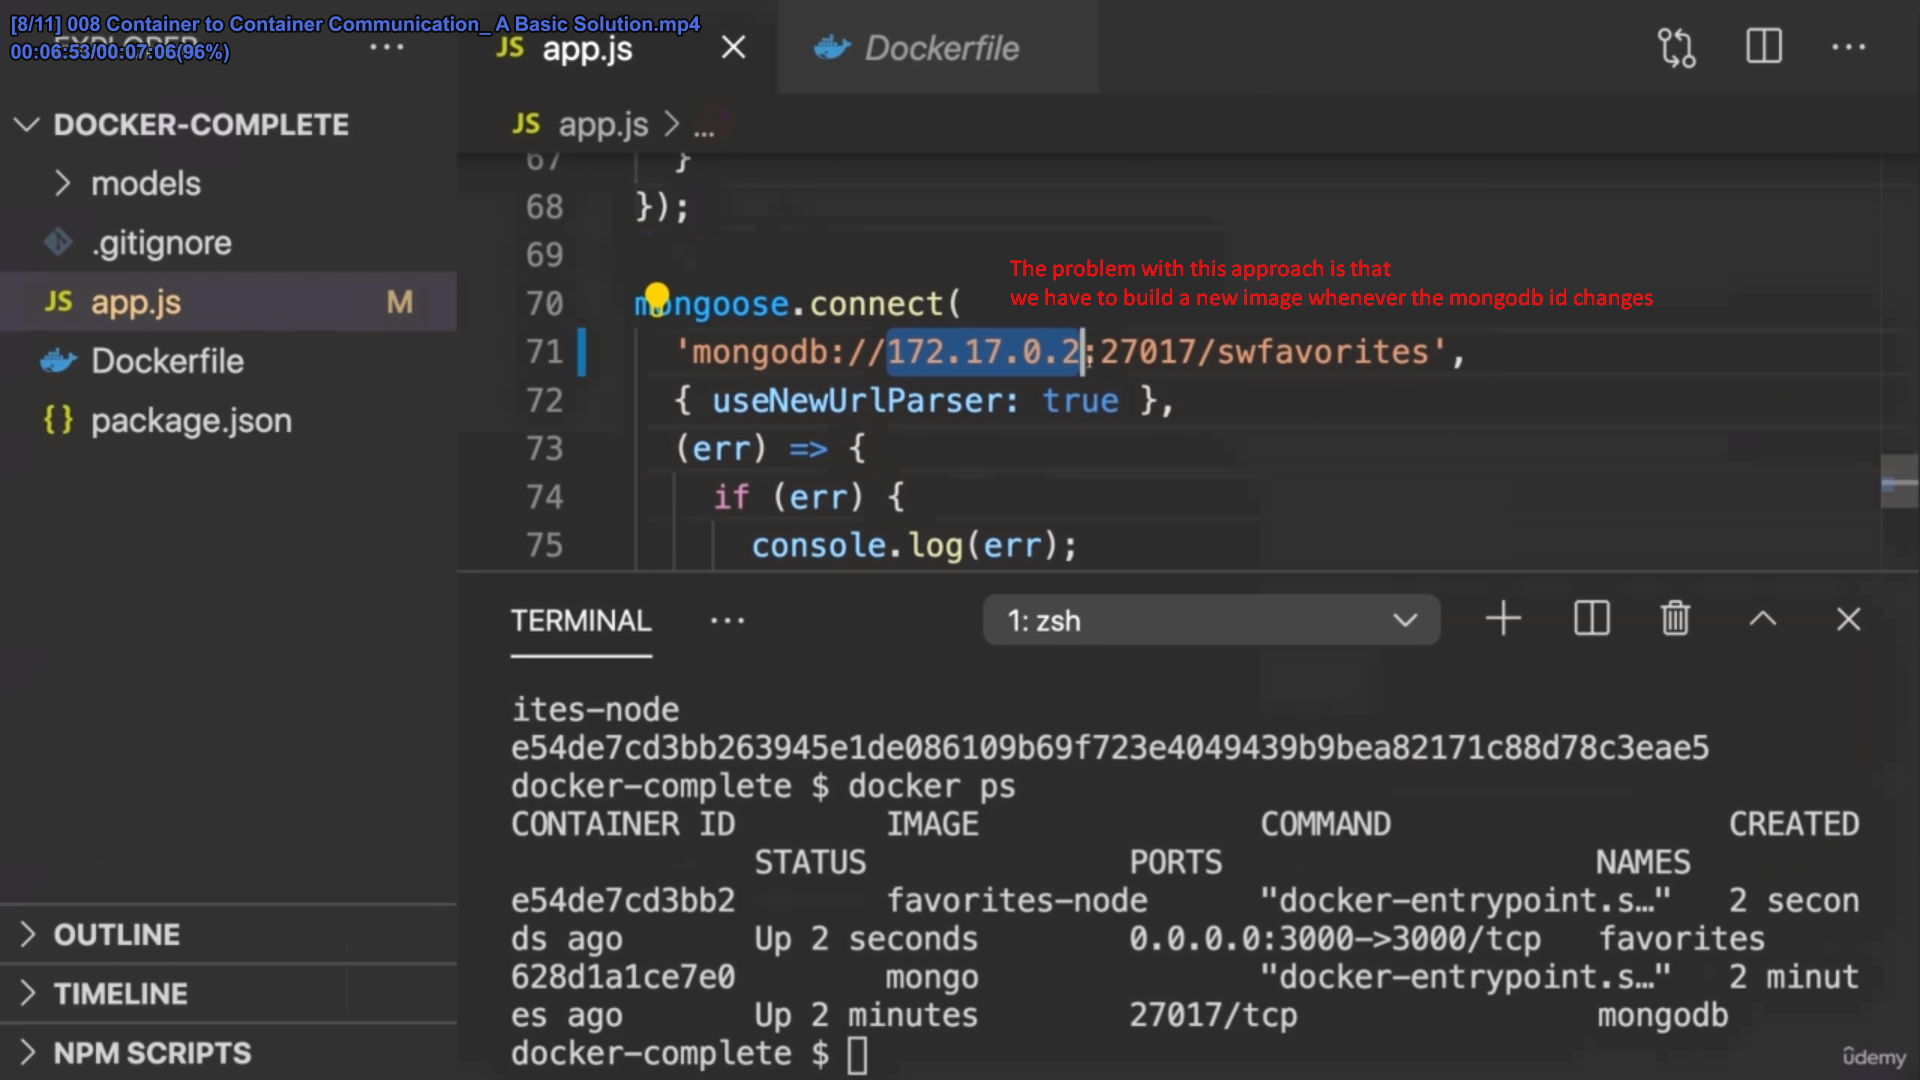 [8/11] 008 Container to Container Communication_ A Basic Solution.mp4
00:06:53/00:07:06(96%)
EXPLORER
JS app.js
Dockerfile
DOCKER-COMPLETE
models
.gitignore
JS app.js M
Dockerfile
{} package.json
OUTLINE
TIMELINE
NPM SCRIPTS
JS app.js > ...
67 }
68 });
69
The problem with this approach is that
we have to build a new image whenever the mongodb id changes
70 mongoose.connect(
71 'mongodb://172.17.0.2:27017/swfavorites',
72 { useNewUrlParser: true },
73 (err) => {
74 if (err) {
75 console.log(err);
TERMINAL ... 1: zsh
ites-node
e54de7cd3bb263945e1de086109b69f723e4049439b9bea82171c88d78c3eae5
docker-complete $ docker ps
CONTAINER ID IMAGE COMMAND CREATED
STATUS PORTS NAMES
e54de7cd3bb2 favorites-node "docker-entrypoint.s…" 2 secon
ds ago Up 2 seconds 0.0.0.0:3000->3000/tcp favorites
628d1a1ce7e0 mongo "docker-entrypoint.s…" 2 minut
es ago Up 2 minutes 27017/tcp mongodb
docker-complete $
ûdemy